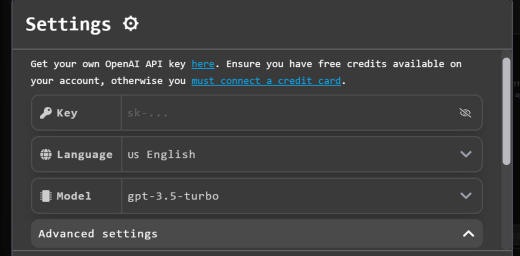 Settings
Get your own OpenAI API key here. Ensure you have free credits available on
your account, otherwise you must connect a credit card.
Key sk-...
Language US English
Model gpt-3.5-turbo
Advanced settings